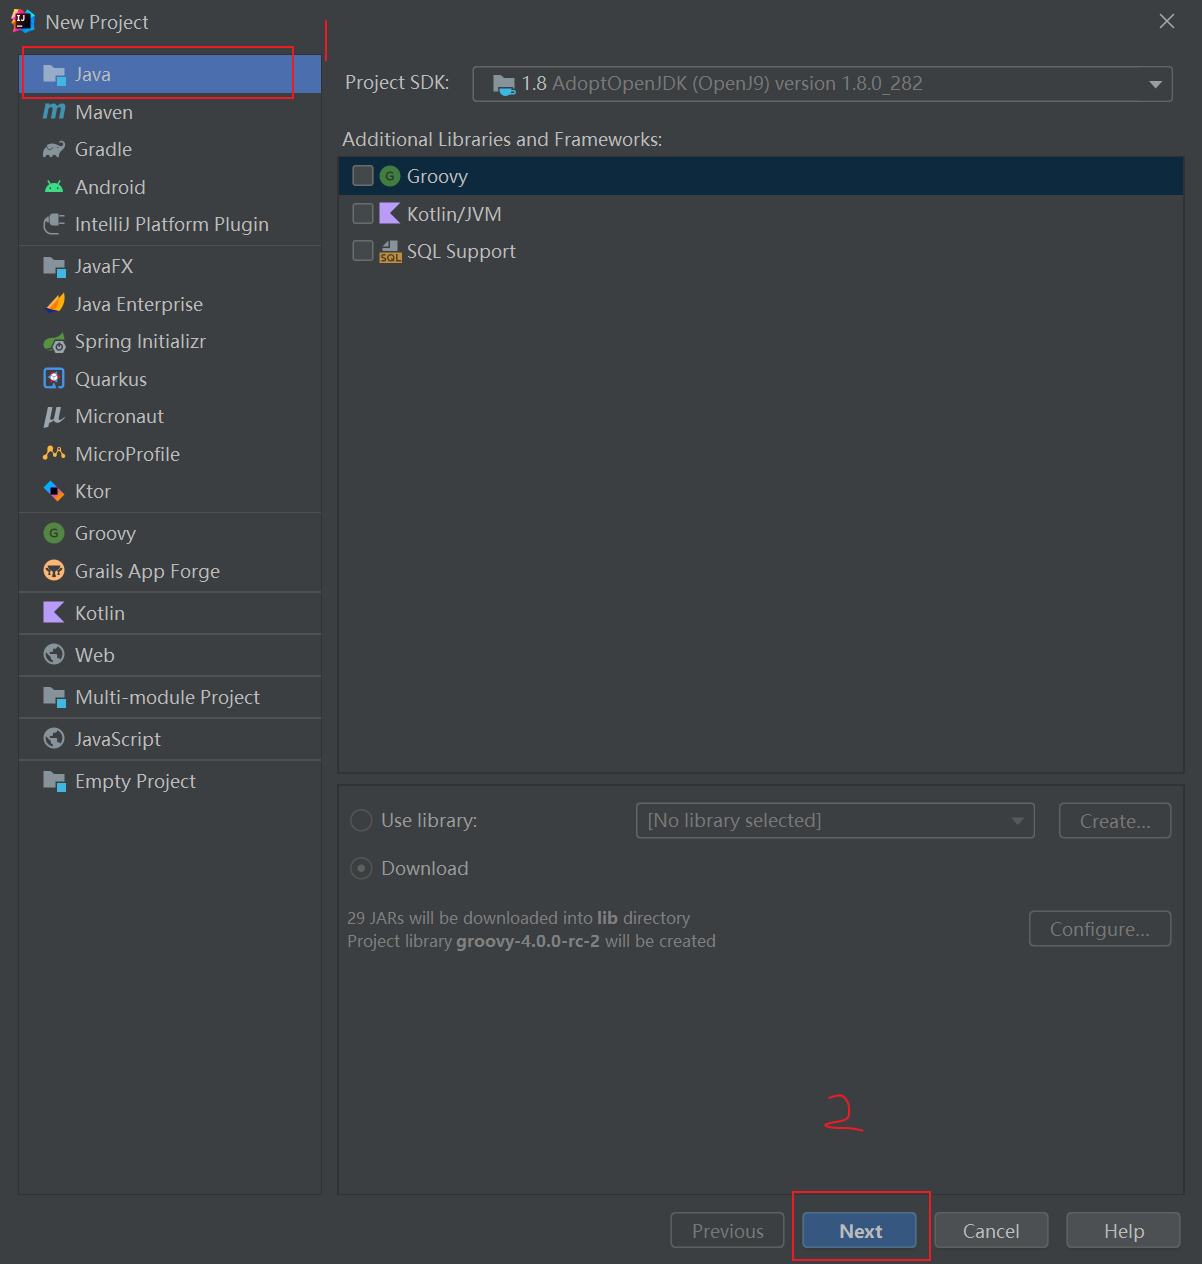 New Project
1
Java
Maven
Gradle
Android
IntelliJ Platform Plugin
JavaFX
Java Enterprise
Spring Initializr
Quarkus
Micronaut
MicroProfile
Ktor
Groovy
Grails App Forge
Kotlin
Web
Multi-module Project
JavaScript
Empty Project
Project SDK: 1.8 AdoptOpenJDK (OpenJ9) version 1.8.0_282
Additional Libraries and Frameworks:
Groovy
Kotlin/JVM
SQL Support
Use library: [No library selected] Create...
Download
29 JARs will be downloaded into lib directory
Project library groovy-4.0.0-rc-2 will be created
Configure...
2
Previous Next Cancel Help